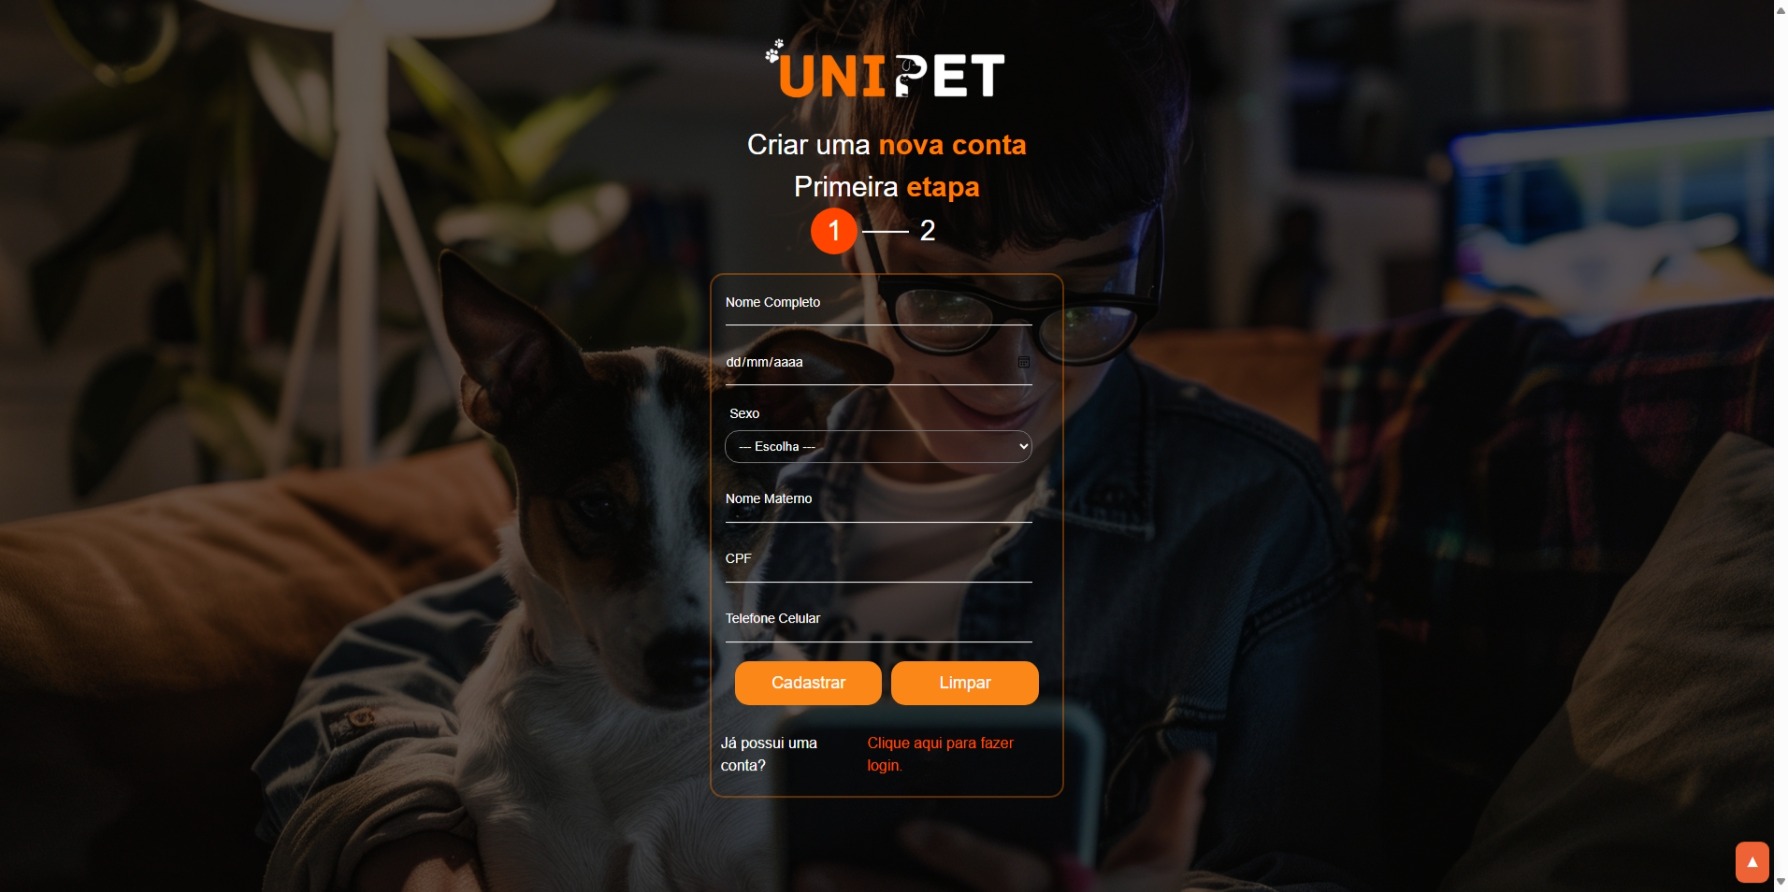 UNIPET
Criar uma nova conta
Primeira etapa
1 2
Nome Completo
dd/mm/aaaa
Sexo
--- Escolha ---
Nome Materno
CPF
Telefone Celular
Cadastrar Limpar
Já possui uma conta?
Clique aqui para fazer login.